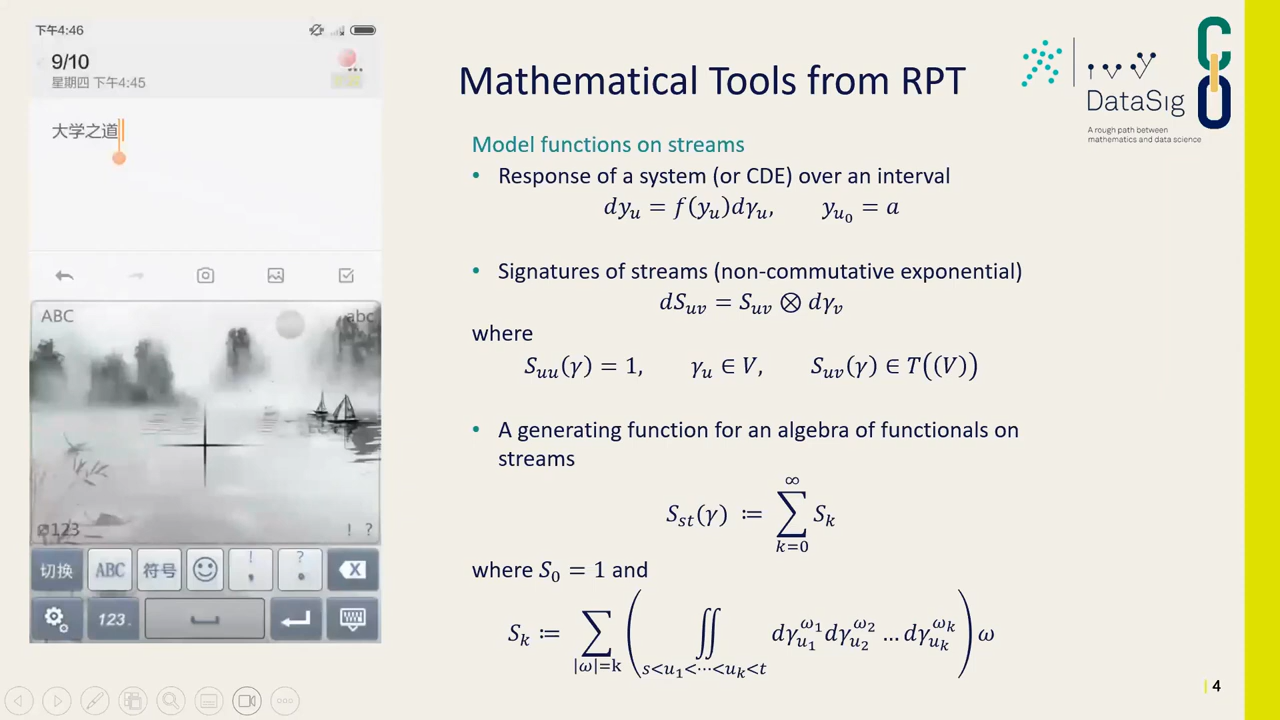 下午4:46
9/10
星期四 下午4:45
大学之道
ABC
abc
123
! ?
切换 ABC 符号 ! , ? 。
123.
Mathematical Tools from RPT
DataSig
A rough path between
mathematics and data science
Model functions on streams
• Response of a system (or CDE) over an interval
dy_u = f(y_u)dγ_u, y_{u_0} = a
• Signatures of streams (non-commutative exponential)
dS_{uv} = S_{uv} ⊗ dγ_v
where
S_{uu}(γ) = 1, γ_u ∈ V, S_{uv}(γ) ∈ T((V))
• A generating function for an algebra of functionals on
streams
S_{st}(γ) ≔ ∑_{k=0}^{∞} S_k
where S_0 = 1 and
S_k ≔ ∑_{|ω|=k} ( ∬_{s<u_1<⋯<u_k<t} dγ_{u_1}^{ω_1} dγ_{u_2}^{ω_2} … dγ_{u_k}^{ω_k} ) ω
4